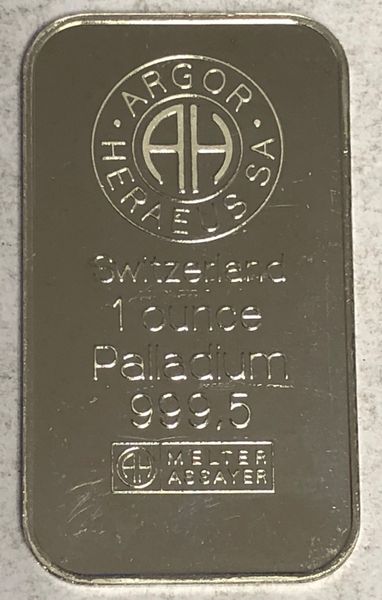 · ARGOR ·
HERAEUS SA
AH
Switzerland
1 ounce
Palladium
999,5
AH MELTER
ASSAYER